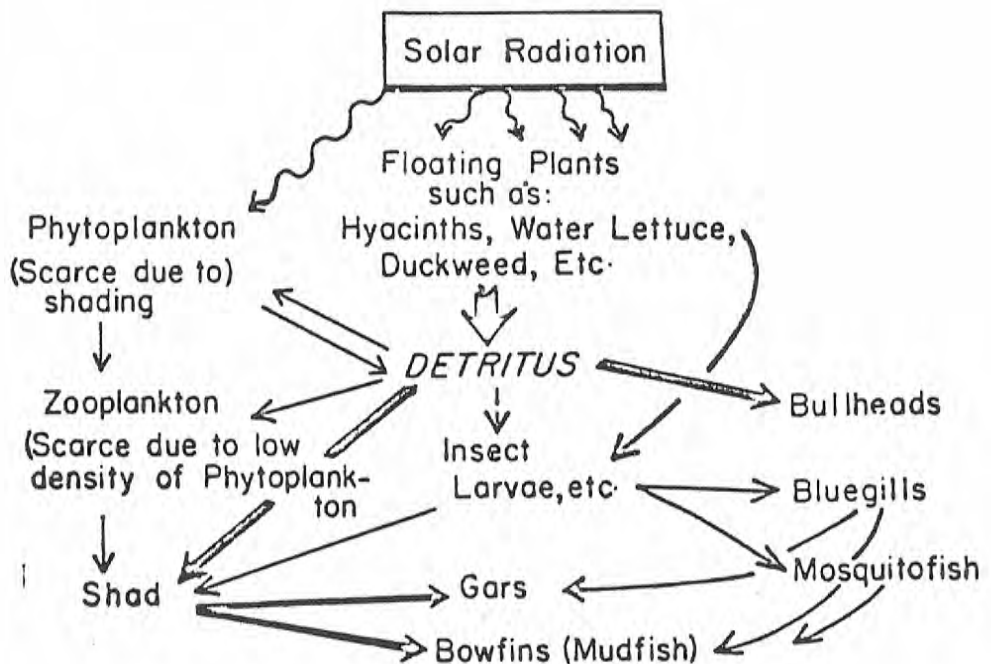 Solar Radiation
Floating Plants
such as:
Hyacinths, Water Lettuce,
Duckweed, Etc.
Phytoplankton
(Scarce due to)
shading
DETRITUS
Zooplankton
(Scarce due to low
density of Phytoplank-
ton
Insect
Larvae, etc.
Bullheads
Bluegills
Mosquitofish
Shad
Gars
Bowfins (Mudfish)